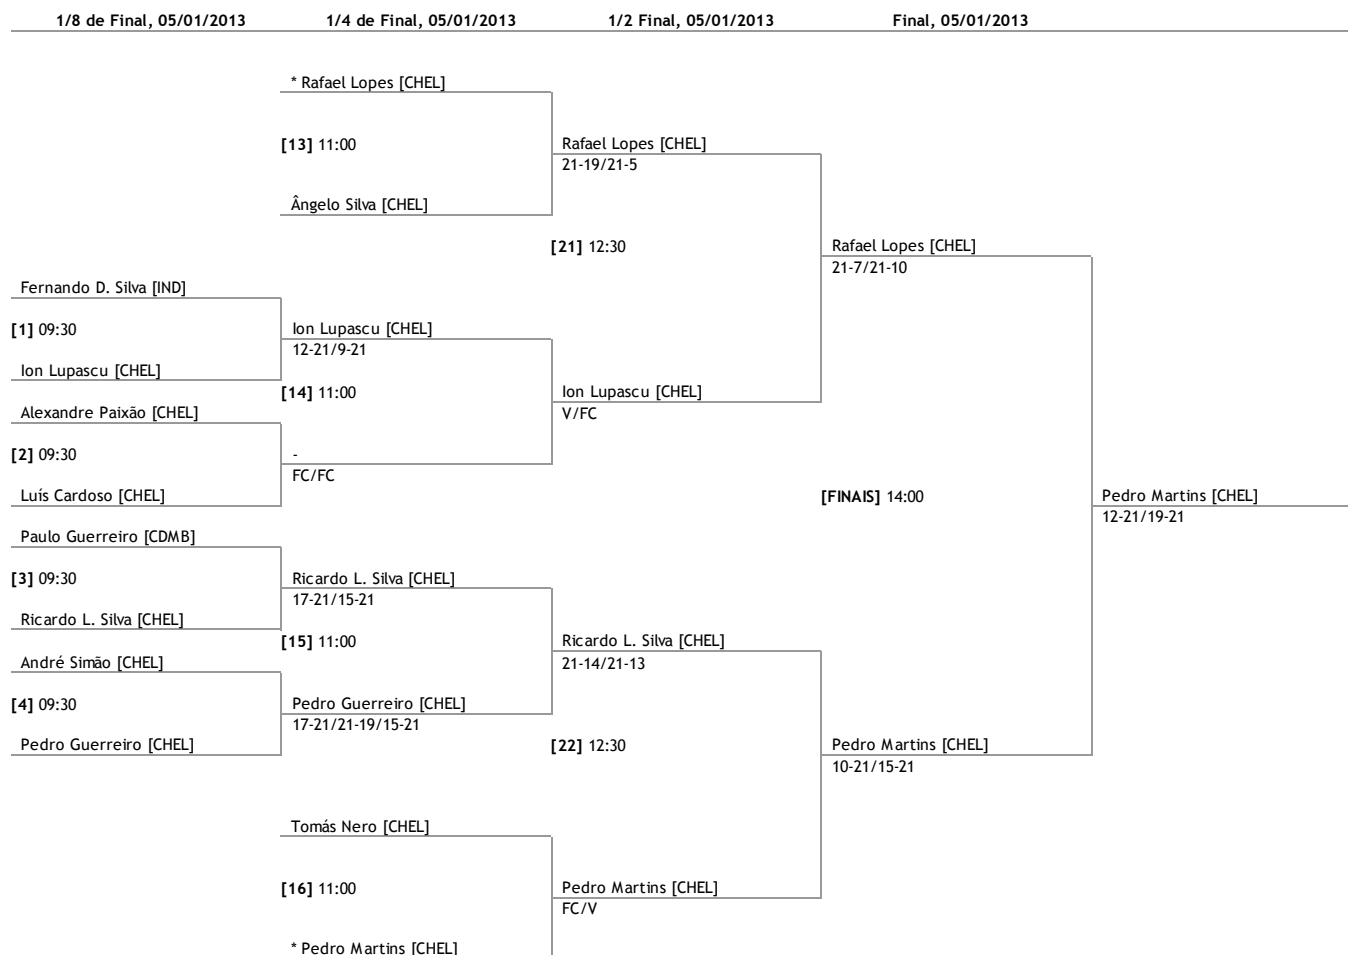 1/8 de Final, 05/01/2013 1/4 de Final, 05/01/2013 1/2 Final, 05/01/2013 Final, 05/01/2013
* Rafael Lopes [CHEL]
[13] 11:00 Rafael Lopes [CHEL]
21-19/21-5
Ângelo Silva [CHEL]
[21] 12:30 Rafael Lopes [CHEL]
21-7/21-10
Fernando D. Silva [IND]
[1] 09:30 Ion Lupascu [CHEL]
12-21/9-21
Ion Lupascu [CHEL]
[14] 11:00 Ion Lupascu [CHEL]
Alexandre Paixão [CHEL] V/FC
[2] 09:30 -
FC/FC
Luís Cardoso [CHEL] [FINAIS] 14:00 Pedro Martins [CHEL]
12-21/19-21
Paulo Guerreiro [CDMB]
[3] 09:30 Ricardo L. Silva [CHEL]
17-21/15-21
Ricardo L. Silva [CHEL]
[15] 11:00 Ricardo L. Silva [CHEL]
André Simão [CHEL] 21-14/21-13
[4] 09:30 Pedro Guerreiro [CHEL]
17-21/21-19/15-21
Pedro Guerreiro [CHEL] [22] 12:30 Pedro Martins [CHEL]
10-21/15-21
Tomás Nero [CHEL]
[16] 11:00 Pedro Martins [CHEL]
FC/V
* Pedro Martins [CHEL]